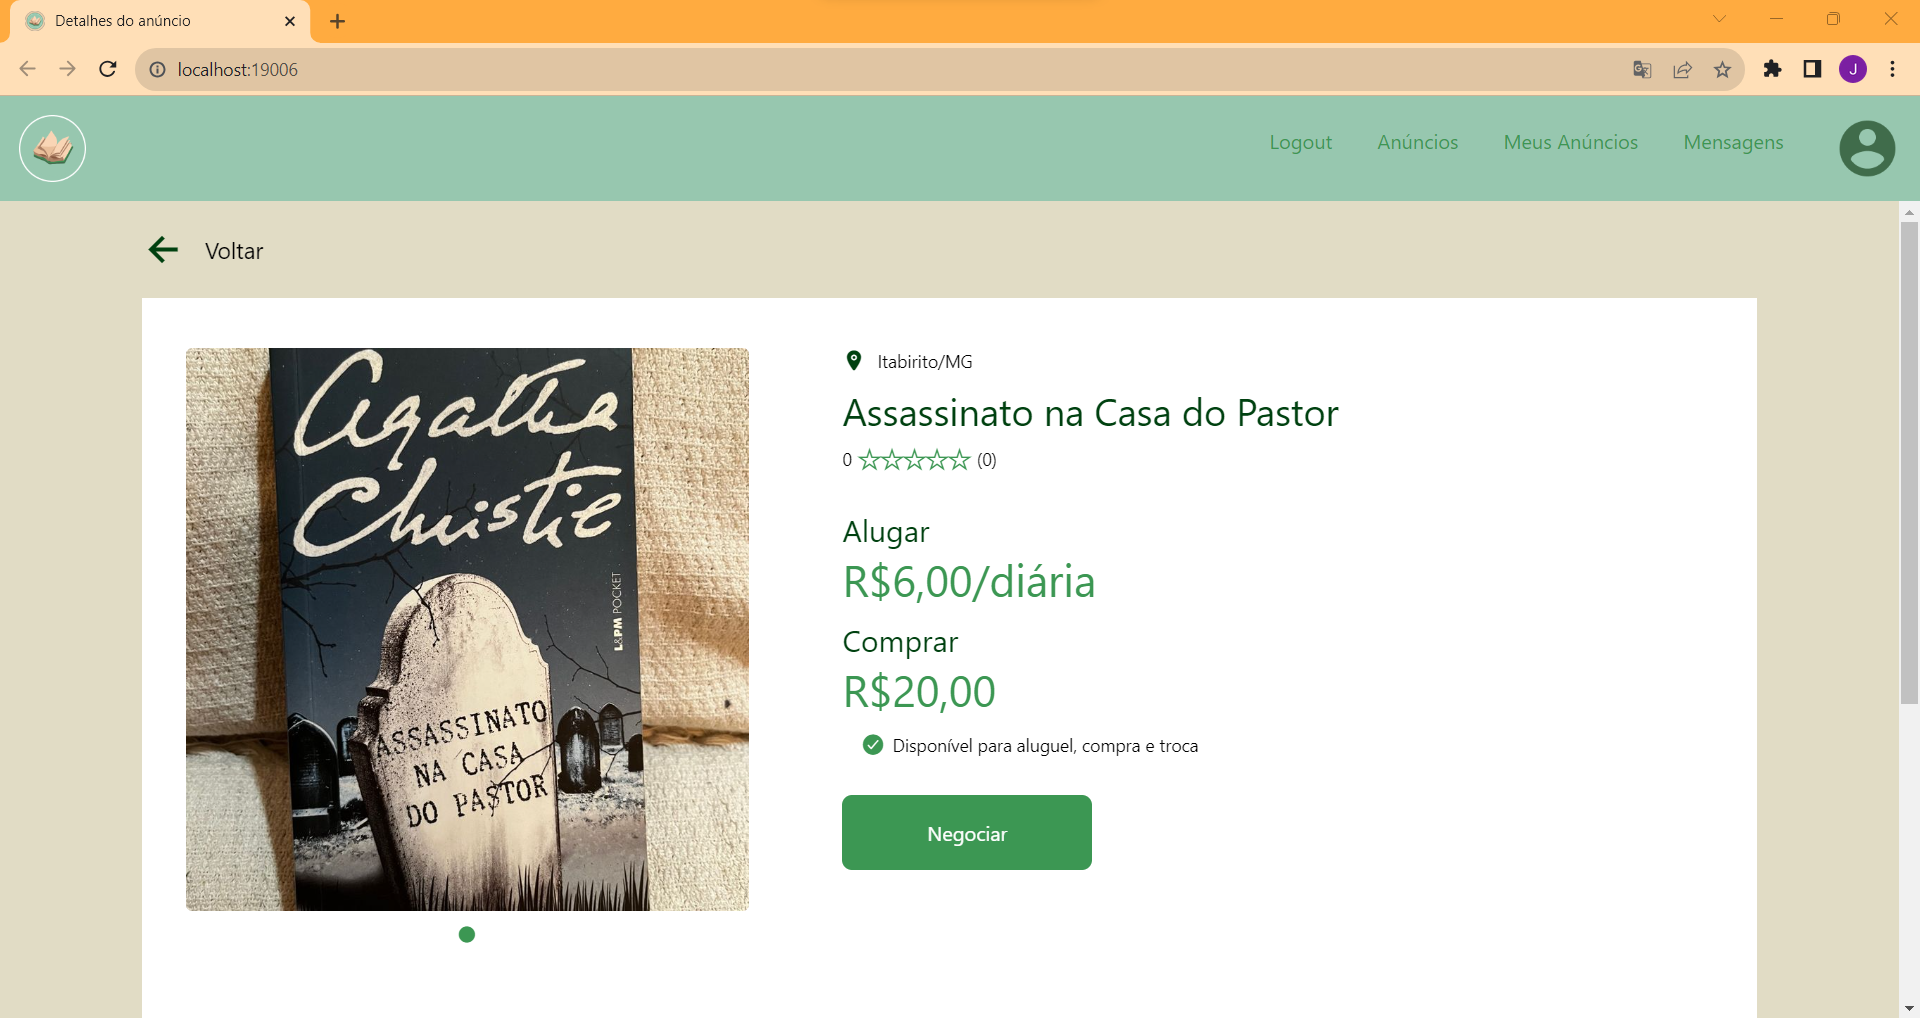 Detalhes do anúncio
localhost:19006
J
Logout
Anúncios
Meus Anúncios
Mensagens
Voltar
Agatha
Christie
L&PM POCKET
ASSASSINATO
NA CASA
DO PASTOR
Itabirito/MG
Assassinato na Casa do Pastor
0 (0)
Alugar
R$6,00/diária
Comprar
R$20,00
Disponível para aluguel, compra e troca
Negociar